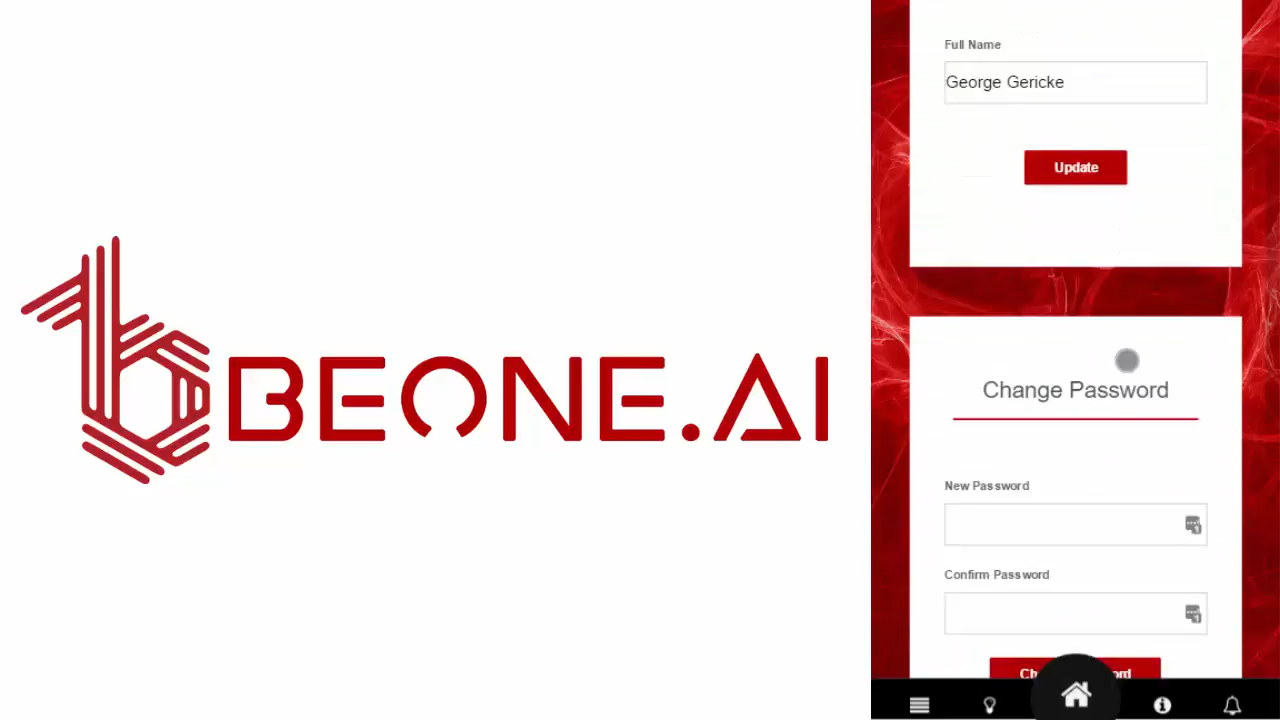 BEONE.AI
Full Name
George Gericke
Update
Change Password
New Password
Confirm Password